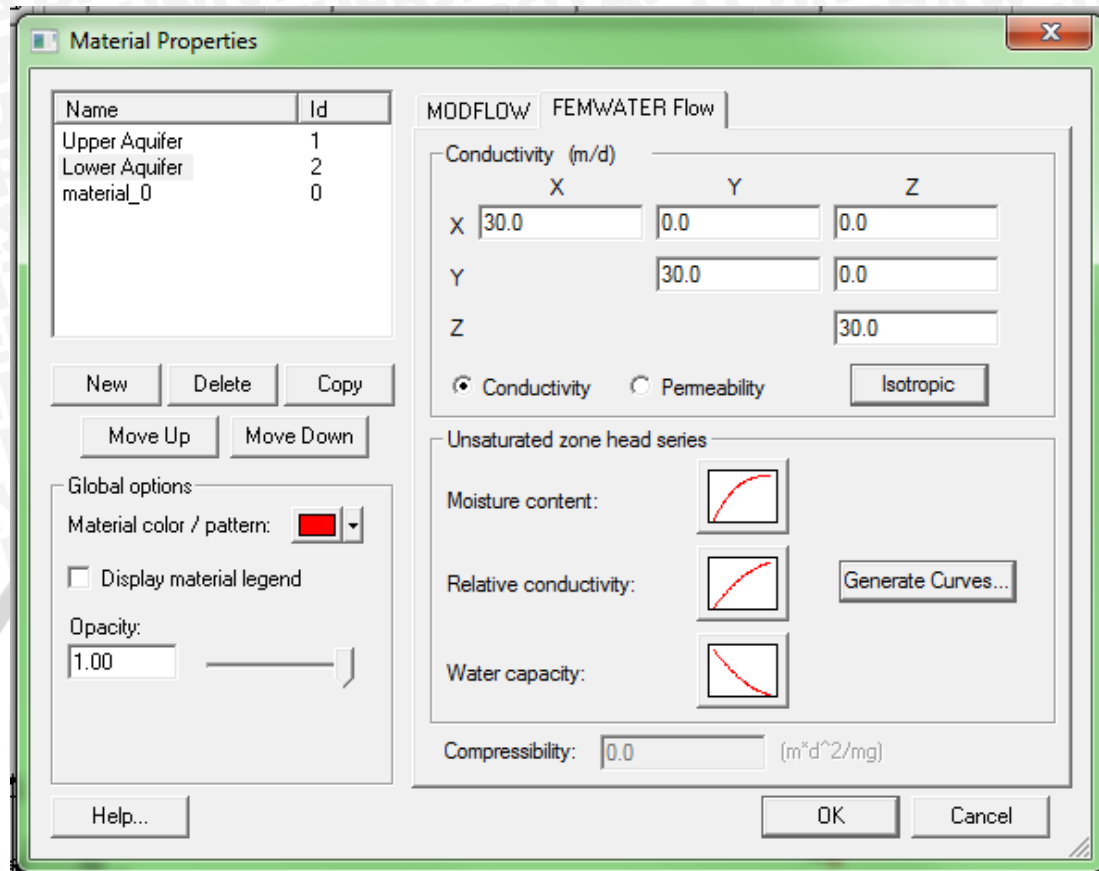 Material Properties
Name Id
Upper Aquifer 1
Lower Aquifer 2
material_0 0
New Delete Copy
Move Up Move Down
Global options
Material color / pattern:
Display material legend
Opacity:
1.00
MODFLOW FEMWATER Flow
Conductivity (m/d)
X Y Z
X 30.0 0.0 0.0
Y 30.0 0.0
Z 30.0
Conductivity Permeability Isotropic
Unsaturated zone head series
Moisture content:
Relative conductivity: Generate Curves...
Water capacity:
Compressibility: 0.0 (m*d^2/mg)
Help... OK Cancel